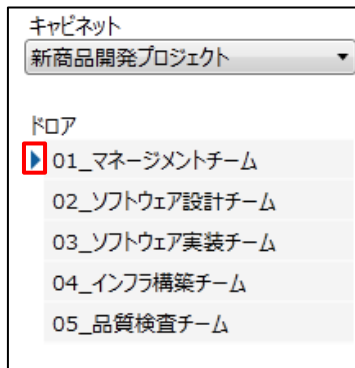 キャビネット
新商品開発プロジェクト
ドロア
01_マネージメントチーム
02_ソフトウェア設計チーム
03_ソフトウェア実装チーム
04_インフラ構築チーム
05_品質検査チーム